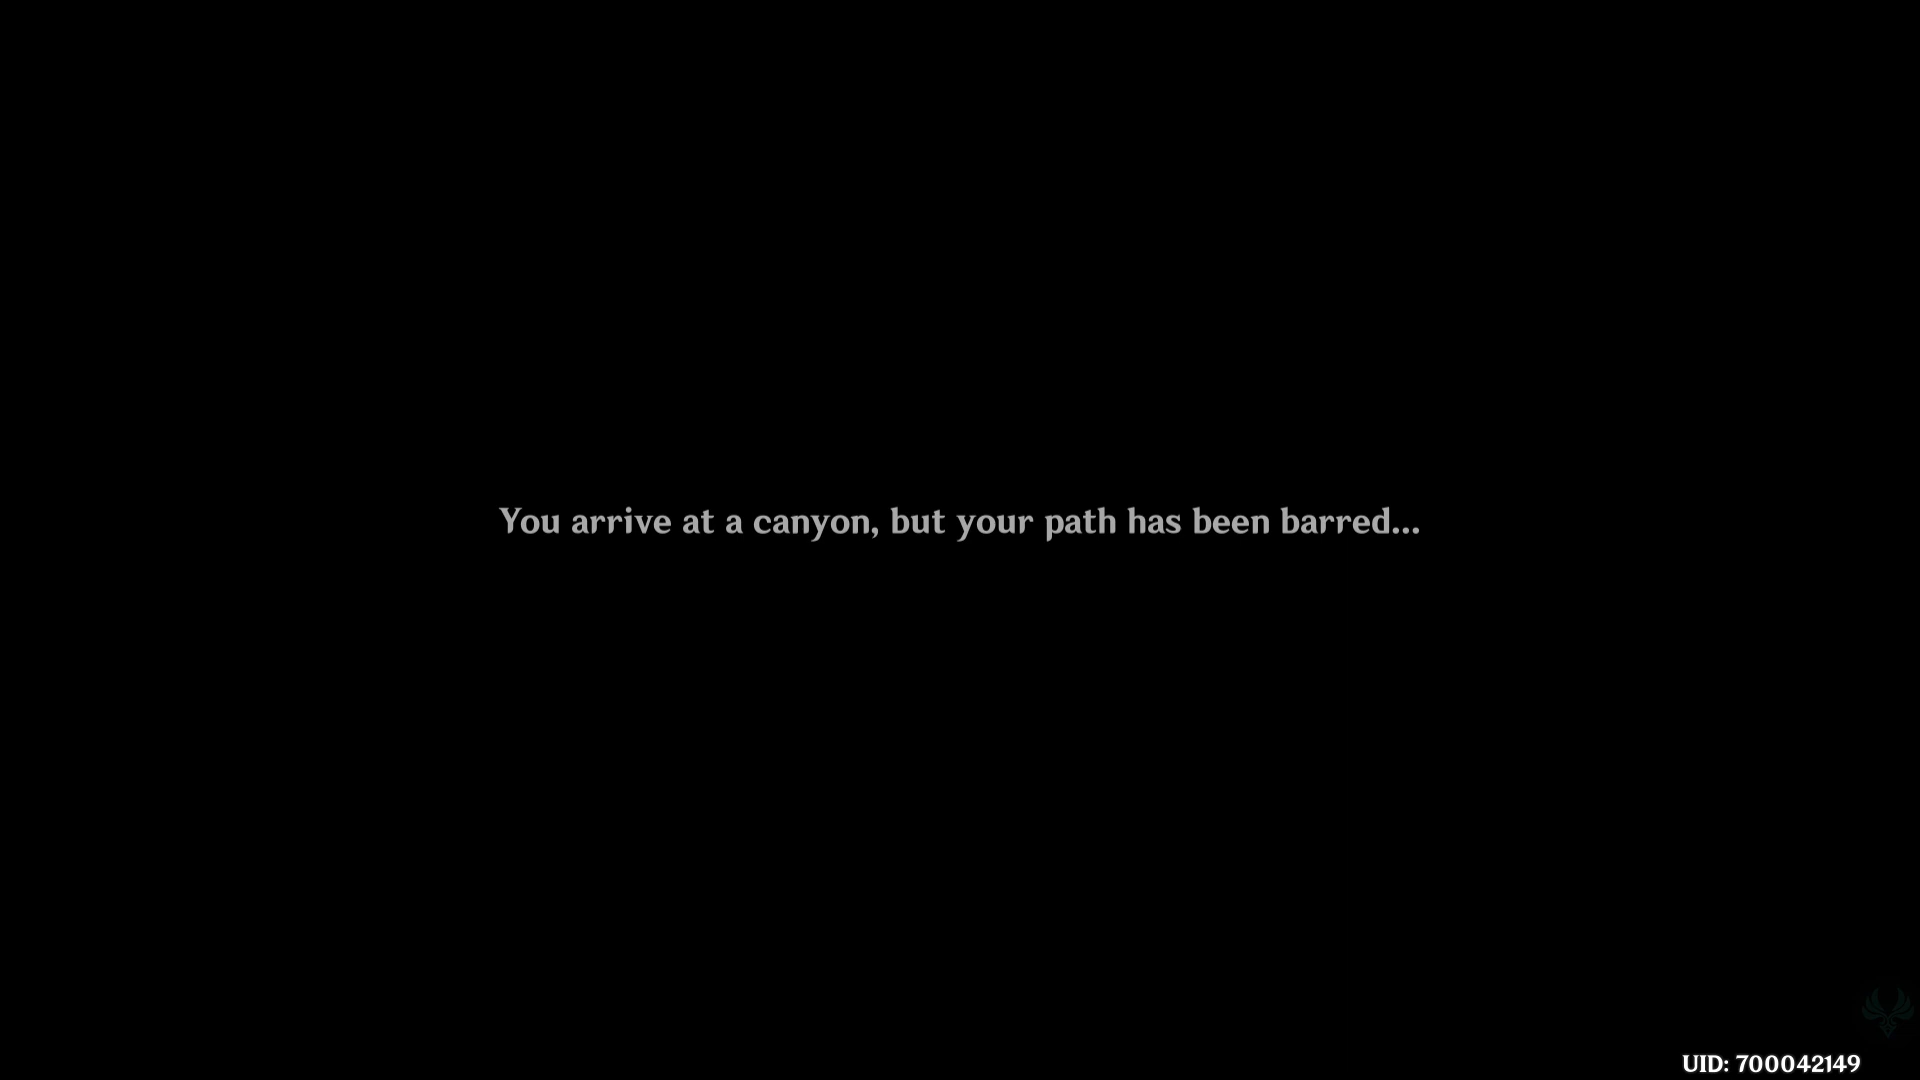 You arrive at a canyon, but your path has been barred...
UID: 700042149